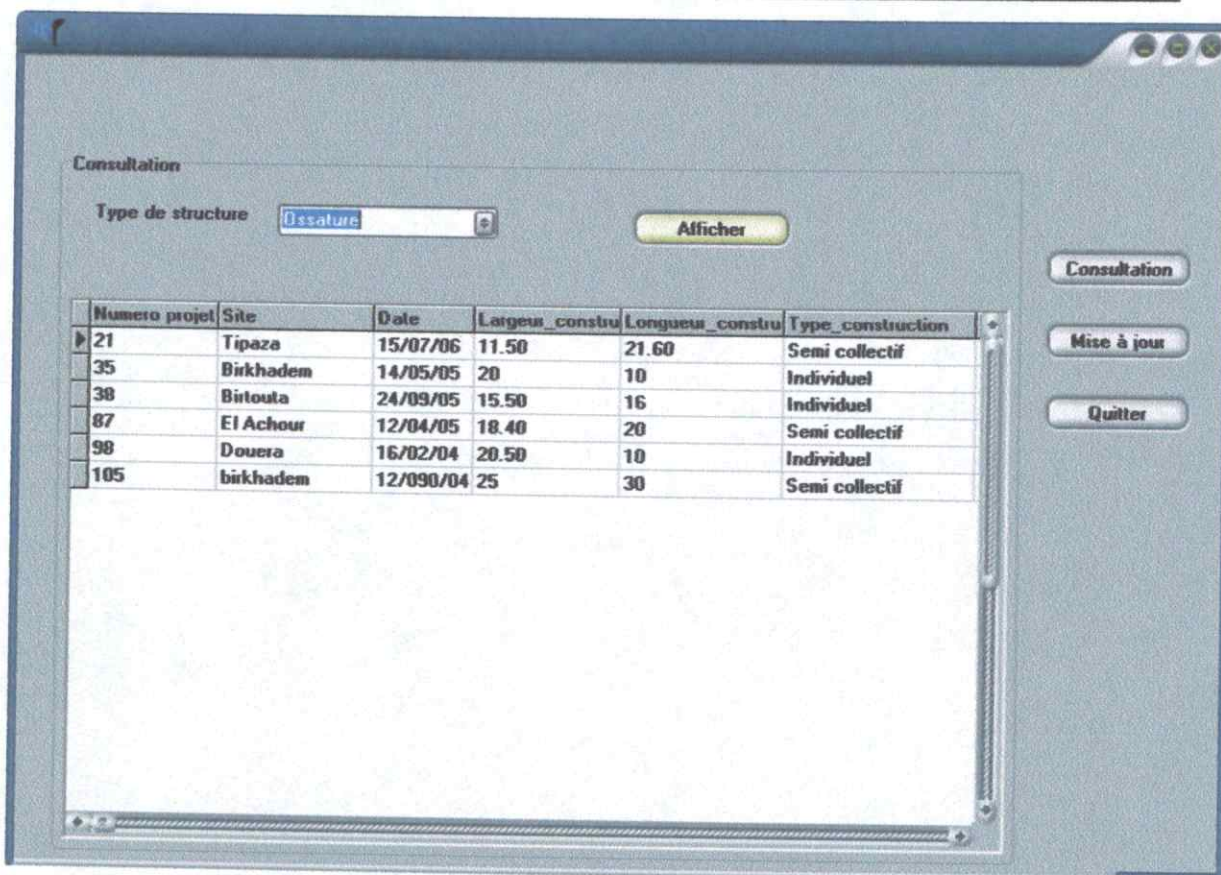 Consultation
Type de structure Ossature Afficher
Consultation
Mise à jour
Quitter
Numero projet Site Date Largeur_constru Longueur_constru Type_construction
21 Tipaza 15/07/06 11.50 21.60 Semi collectif
35 Birkhadem 14/05/05 20 10 Individuel
38 Birtouta 24/09/05 15.50 16 Individuel
87 El Achour 12/04/05 18.40 20 Semi collectif
98 Douera 16/02/04 20.50 10 Individuel
105 birkhadem 12/090/04 25 30 Semi collectif